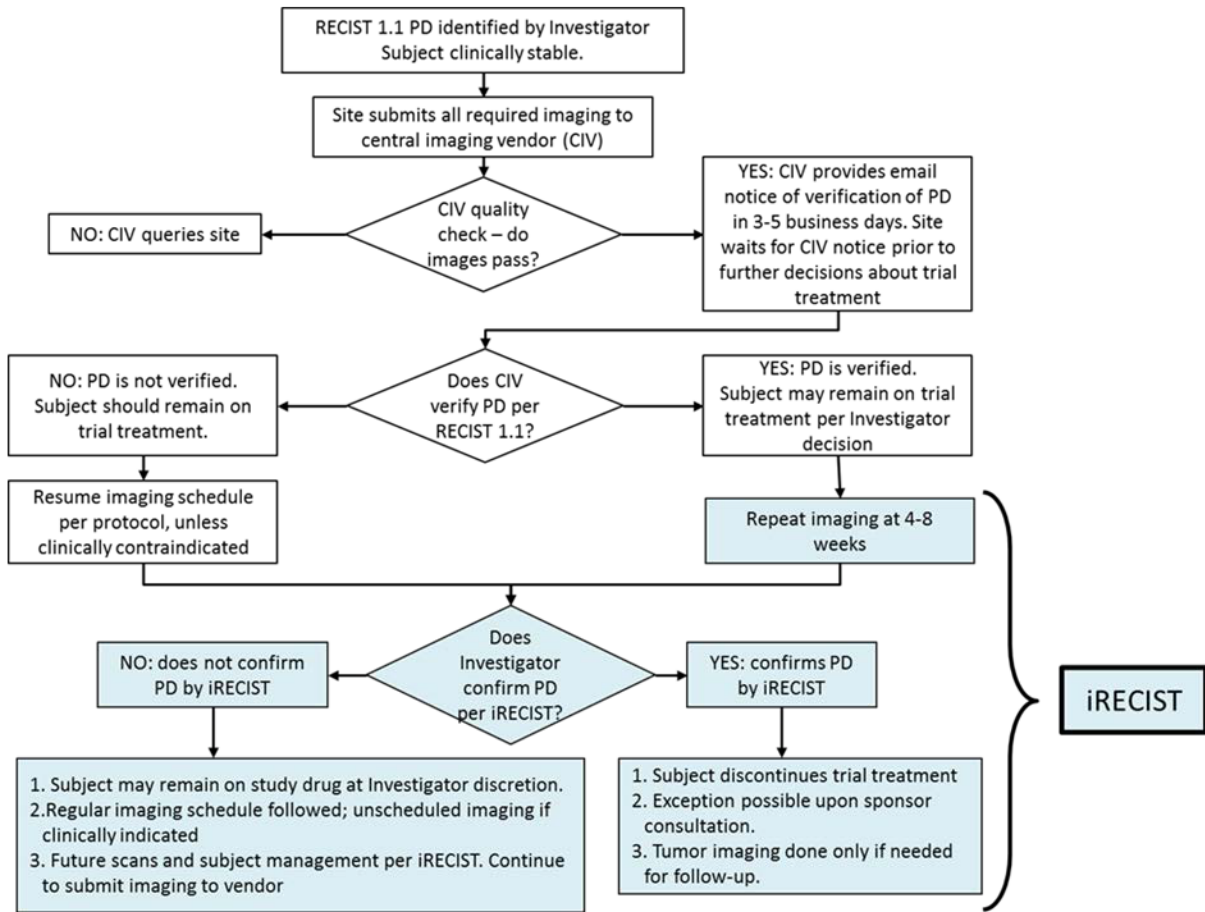 RECIST 1.1 PD identified by Investigator
Subject clinically stable.
Site submits all required imaging to
central imaging vendor (CIV)
CIV quality
check – do
images pass?
NO: CIV queries site
YES: CIV provides email
notice of verification of PD
in 3-5 business days. Site
waits for CIV notice prior to
further decisions about trial
treatment
Does CIV
verify PD per
RECIST 1.1?
NO: PD is not verified.
Subject should remain on
trial treatment.
YES: PD is verified.
Subject may remain on trial
treatment per Investigator
decision
Resume imaging schedule
per protocol, unless
clinically contraindicated
Repeat imaging at 4-8
weeks
Does
Investigator
confirm PD
per iRECIST?
NO: does not confirm
PD by iRECIST
YES: confirms PD
by iRECIST
iRECIST
1. Subject may remain on study drug at Investigator discretion.
2.Regular imaging schedule followed; unscheduled imaging if
clinically indicated
3. Future scans and subject management per iRECIST. Continue
to submit imaging to vendor
1. Subject discontinues trial treatment
2. Exception possible upon sponsor
consultation.
3. Tumor imaging done only if needed
for follow-up.